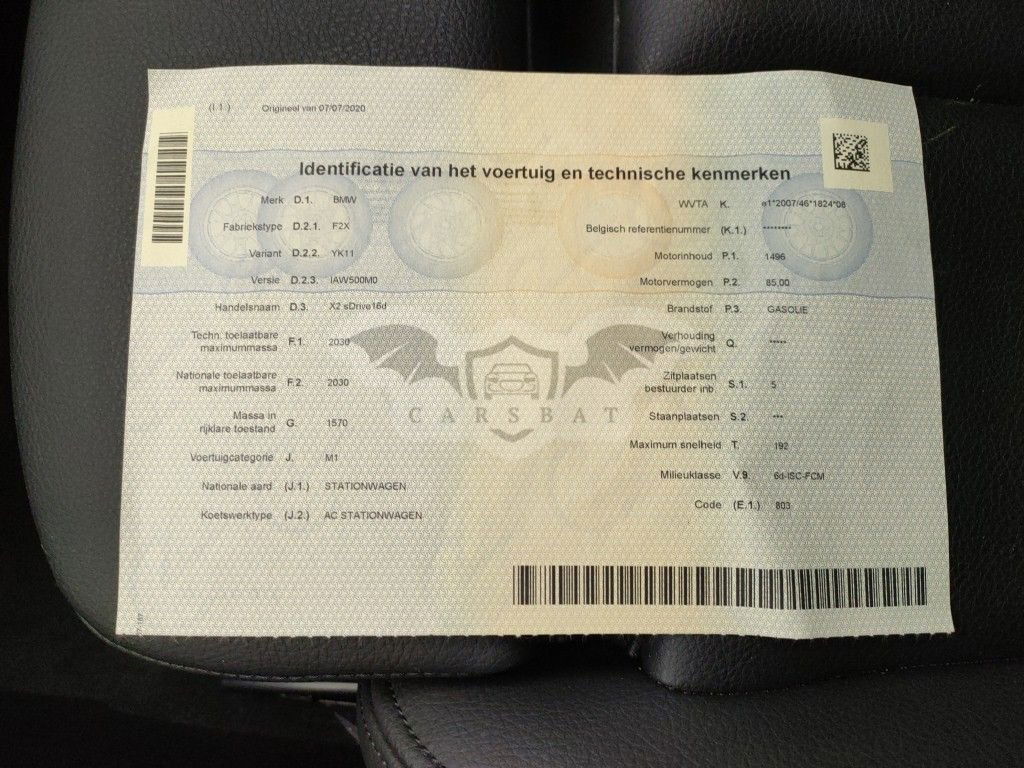 (I.1) Origineel van 07/07/2020
Identificatie van het voertuig en technische kenmerken
Merk D.1. BMW
Fabriekstype D.2.1. F2X
Variant D.2.2. YK11
Versie D.2.3. IAW500M0
Handelsnaam D.3. X2 sDrive16d
Techn. toelaatbare
maximummassa F.1. 2030
Nationale toelaatbare
maximummassa F.2. 2030
Massa in
rijklare toestand G. 1570
Voertuigcategorie J. M1
Nationale aard (J.1.) STATIONWAGEN
Koetswerktype (J.2.) AC STATIONWAGEN
WVTA K. e1*2007/46*1824*08
Belgisch referentienummer (K.1.) ********
Motorinhoud P.1. 1496
Motorvermogen P.2. 85,00
Brandstof P.3. GASOLIE
Verhouding
vermogen/gewicht Q. *****
Zitplaatsen
bestuurder inb. S.1. 5
Staanplaatsen S.2. ***
Maximum snelheid T. 192
Milieuklasse V.9. 6d-ISC-FCM
Code (E.1.) 803
CARSBAT